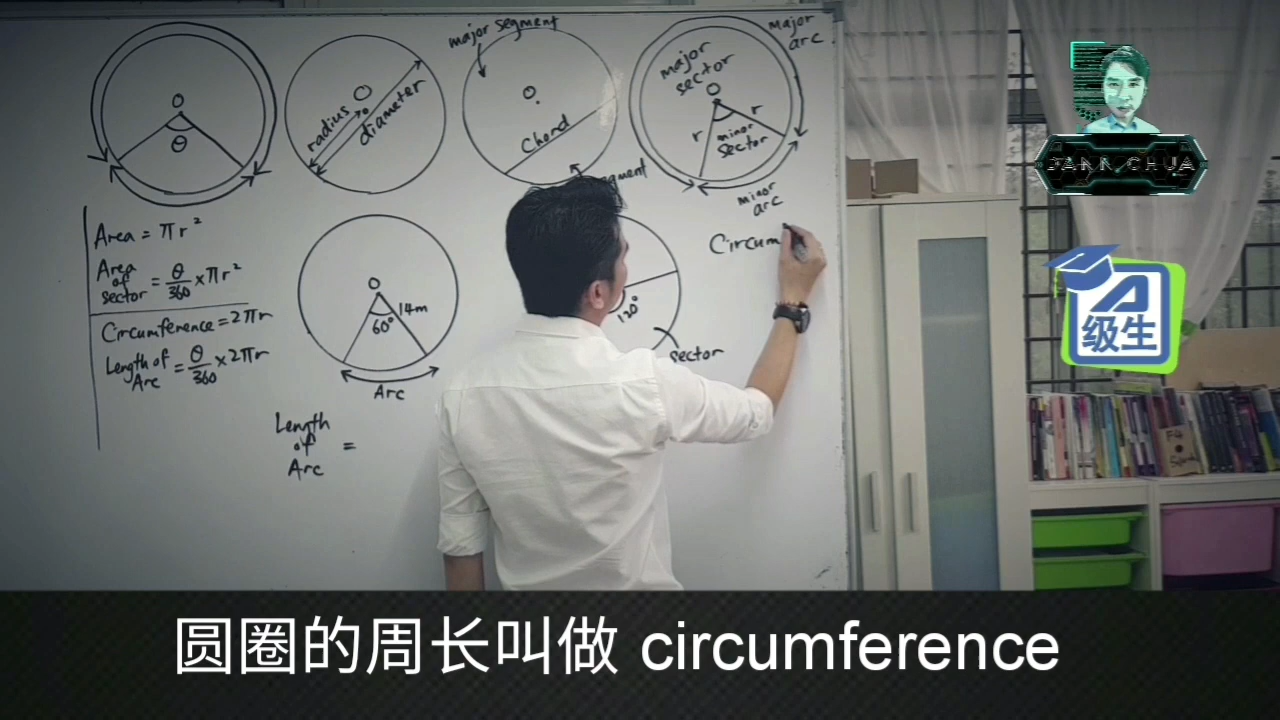 O
θ
O
radius
diameter
major segment
O
Chord
segment
major
sector
O
r
r
minor
sector
major
arc
minor
arc
Area = πr²
Area
of
sector = θ/360 × πr²
Circumference = 2πr
Length of
Arc = θ/360 × 2πr
O
60°
14m
Arc
120°
sector
Circum
Length
of
Arc =
JANN CHUA
A
级生
圆圈的周长叫做 circumference